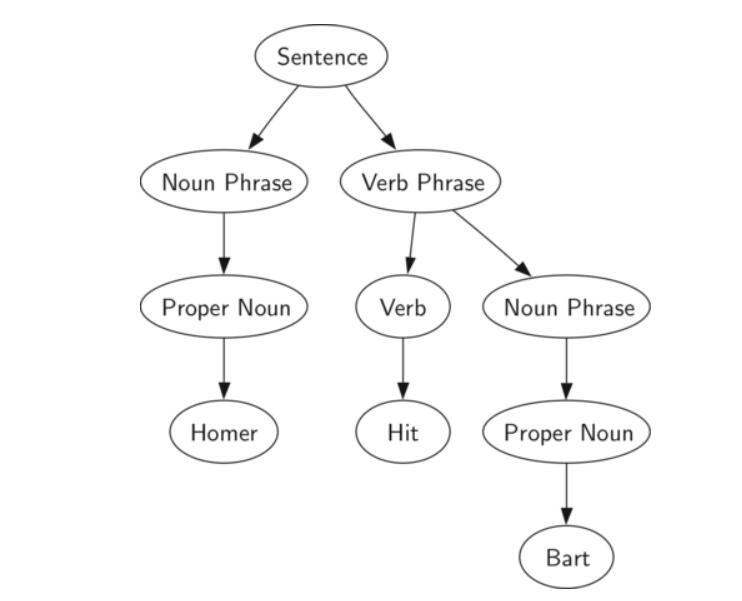 Sentence
Noun Phrase
Verb Phrase
Proper Noun
Verb
Noun Phrase
Homer
Hit
Proper Noun
Bart